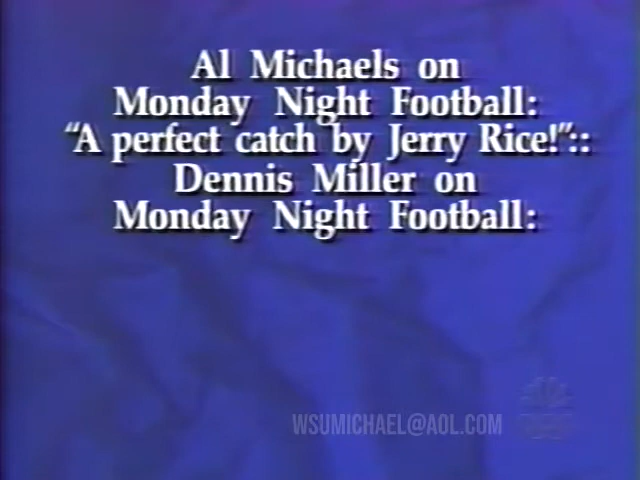 Al Michaels on
Monday Night Football:
“A perfect catch by Jerry Rice!”::
Dennis Miller on
Monday Night Football:
WSUMICHAEL@AOL.COM